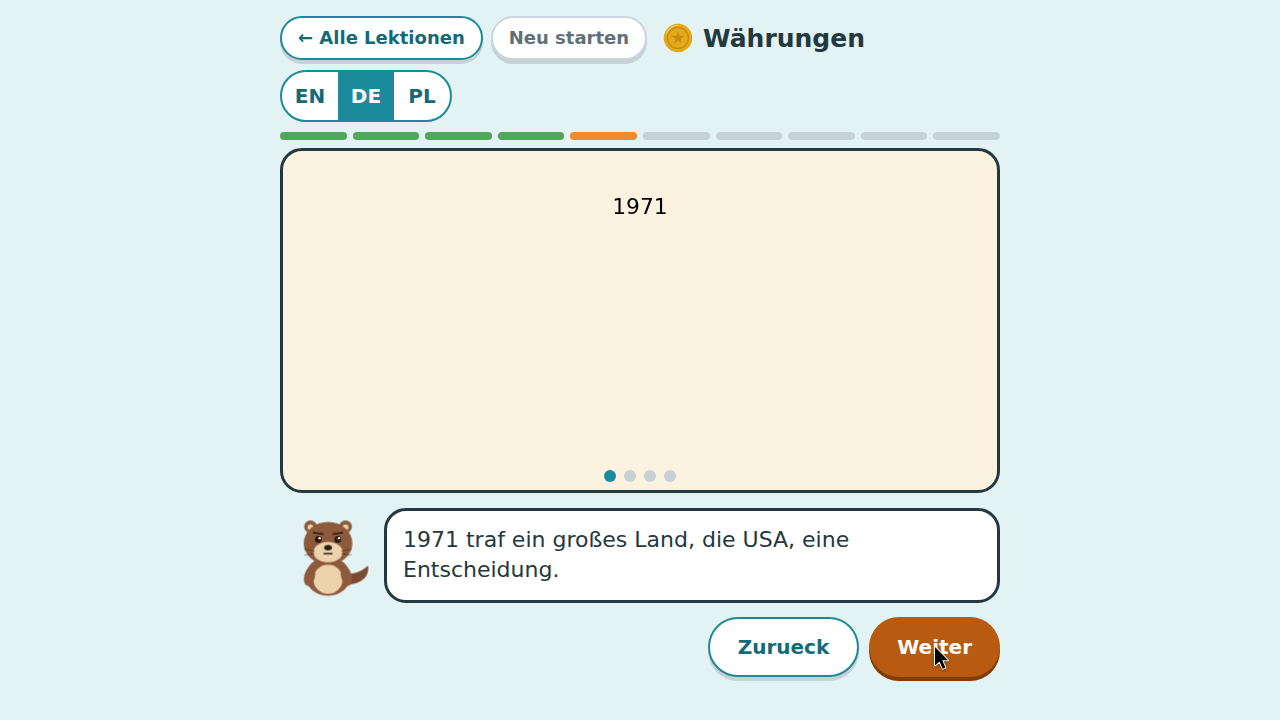 ← Alle Lektionen
Neu starten
Währungen
EN
DE
PL
1971
1971 traf ein großes Land, die USA, eine
Entscheidung.
Zurueck
Weiter